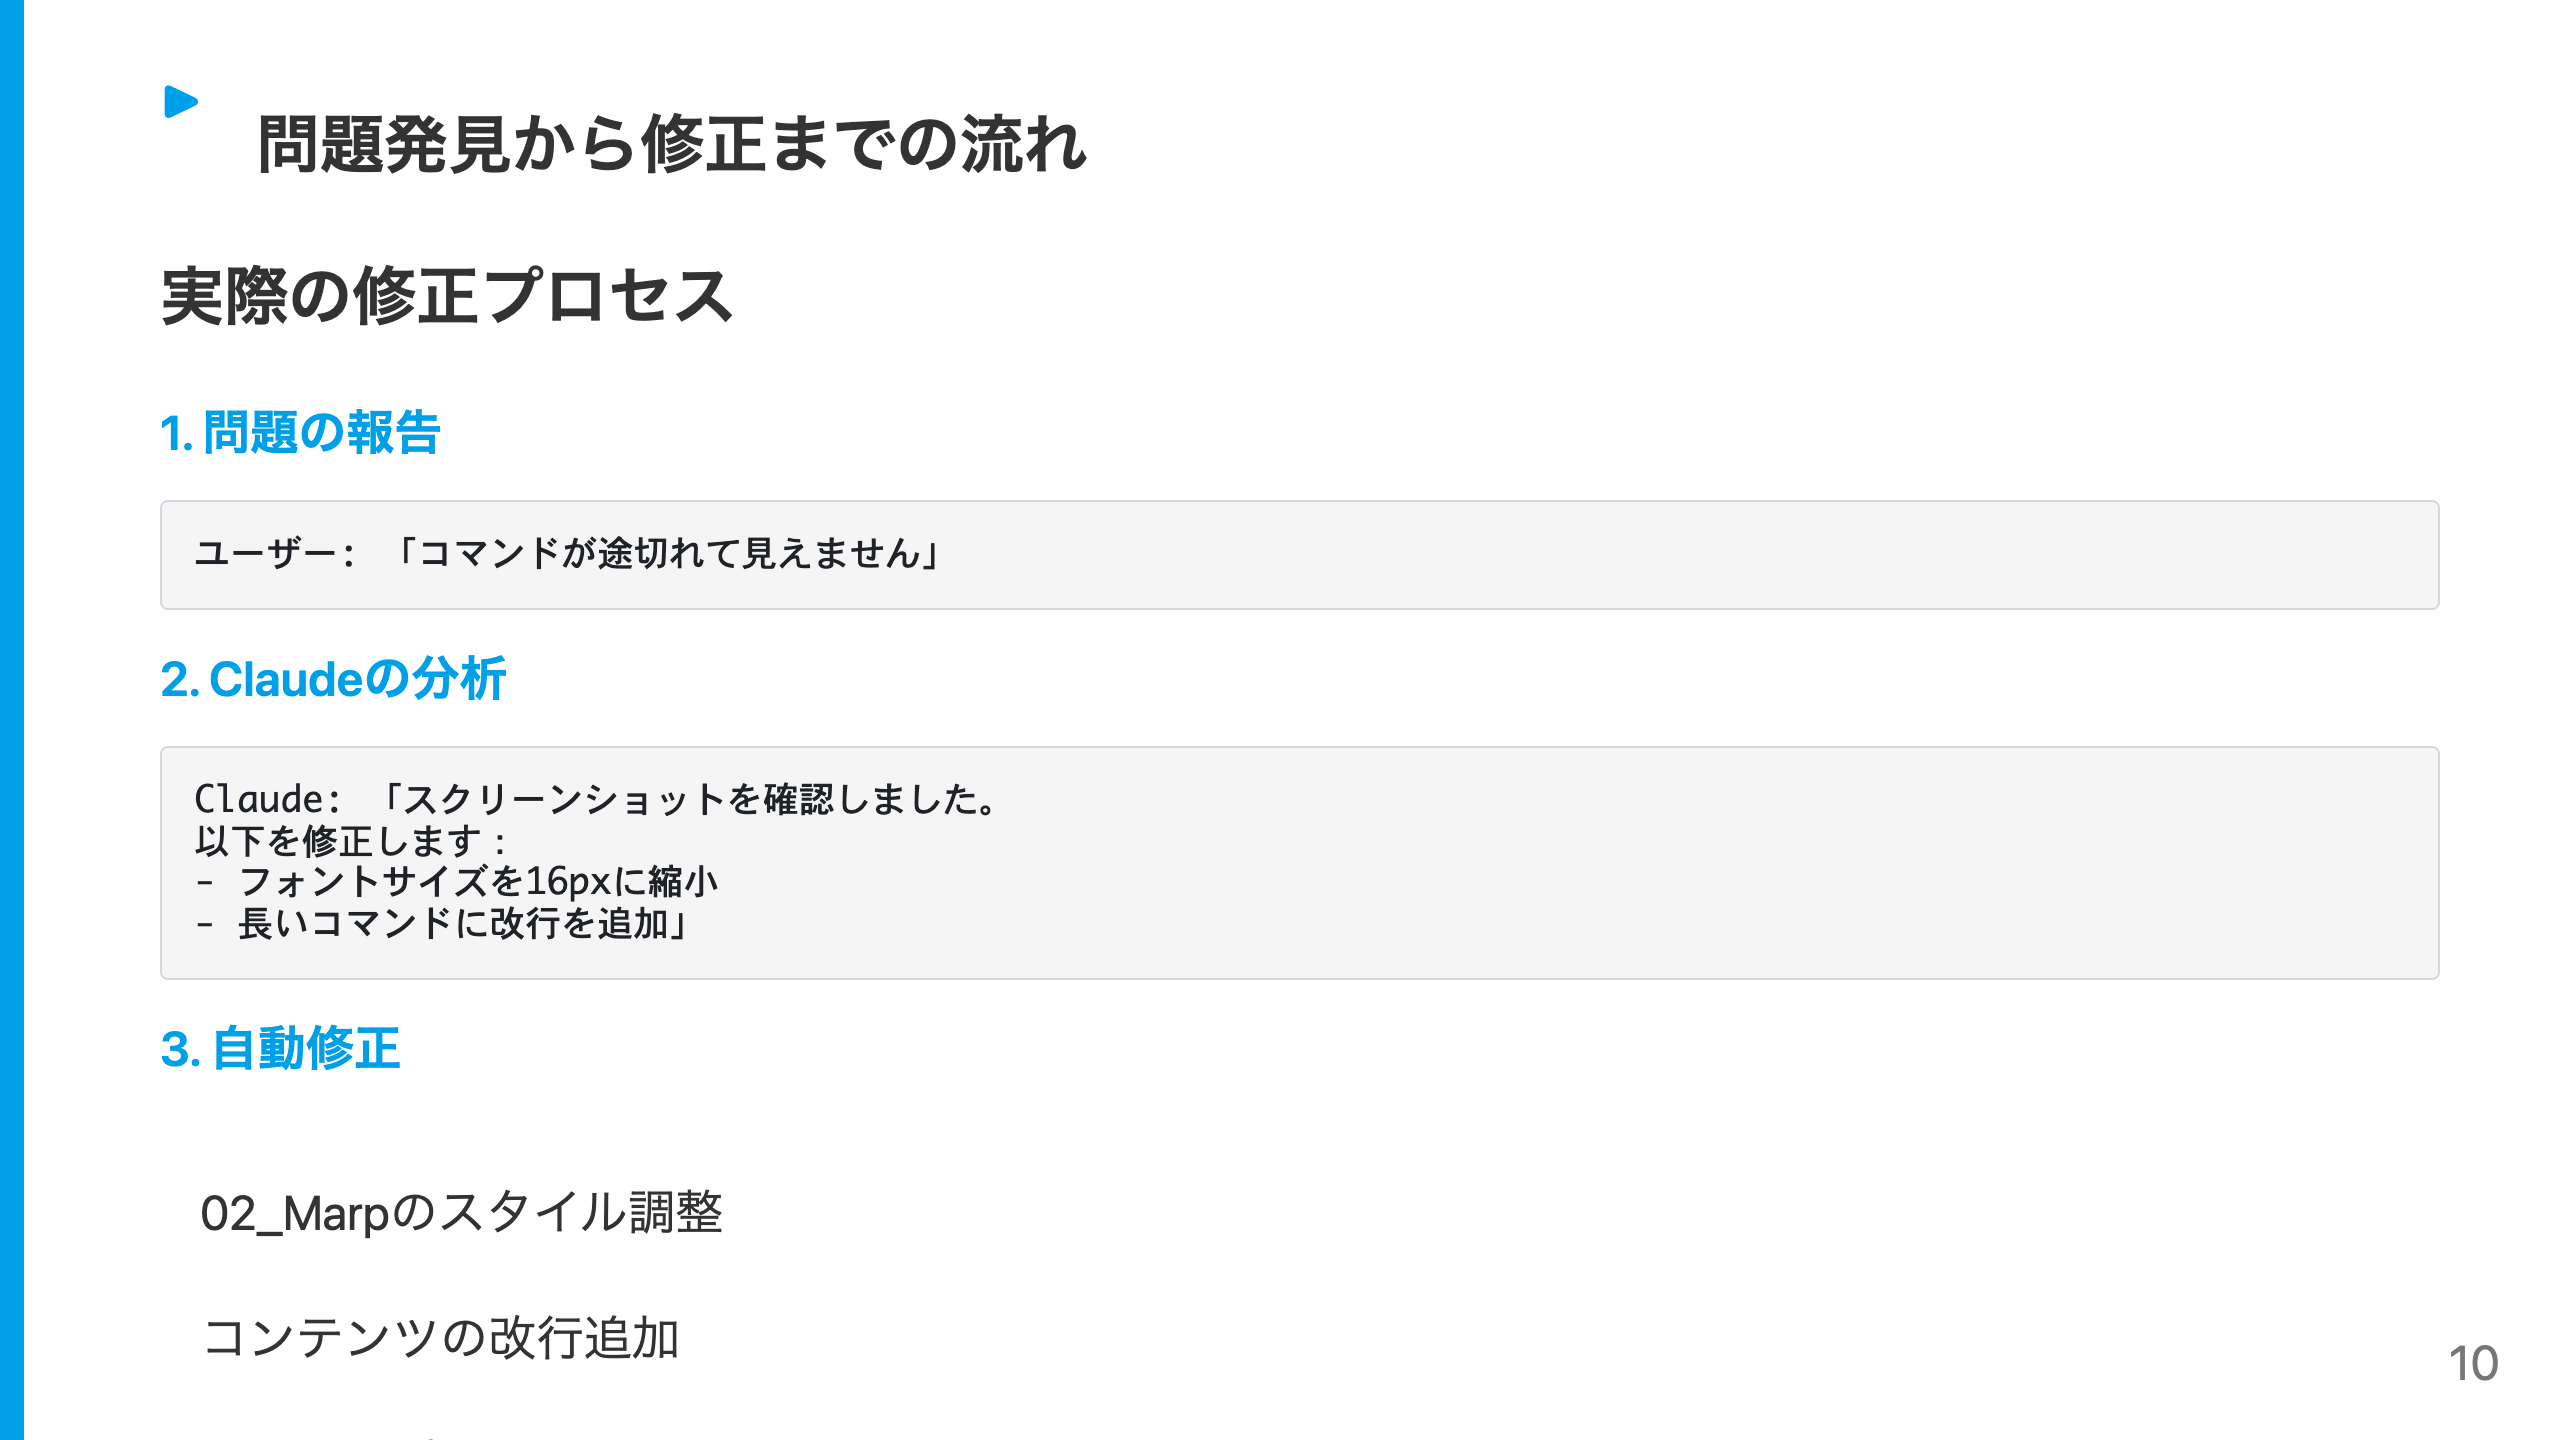 問題発見から修正までの流れ
実際の修正プロセス
1. 問題の報告
ユーザー: 「コマンドが途切れて見えません」
2. Claudeの分析
Claude: 「スクリーンショットを確認しました。
以下を修正します：
- フォントサイズを16pxに縮小
- 長いコマンドに改行を追加」
3. 自動修正
02_Marpのスタイル調整
コンテンツの改行追加
10